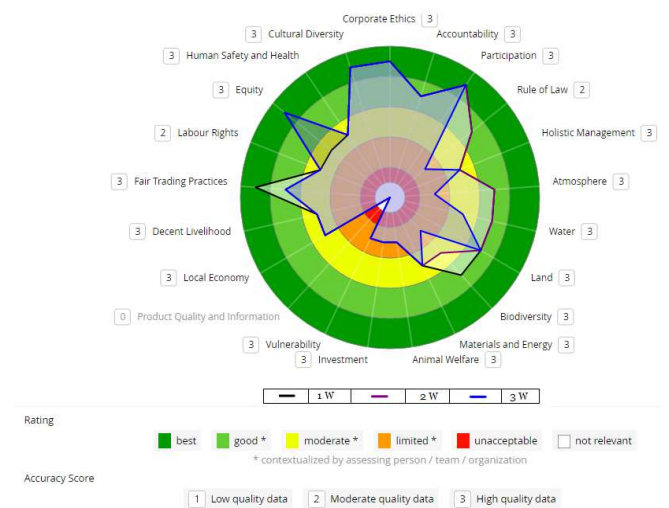 Corporate Ethics 3
3 Cultural Diversity
Accountability 3
3 Human Safety and Health
Participation 3
3 Equity
Rule of Law 2
2 Labour Rights
Holistic Management 3
3 Fair Trading Practices
Atmosphere 3
3 Decent Livelihood
Water 3
3 Local Economy
Land 3
0 Product Quality and Information
Biodiversity 3
3 Vulnerability
Materials and Energy 3
3 Investment
Animal Welfare 3
1 W 2 W 3 W
Rating
best good * moderate * limited * unacceptable not relevant
* contextualized by assessing person / team / organization
Accuracy Score
1 Low quality data 2 Moderate quality data 3 High quality data